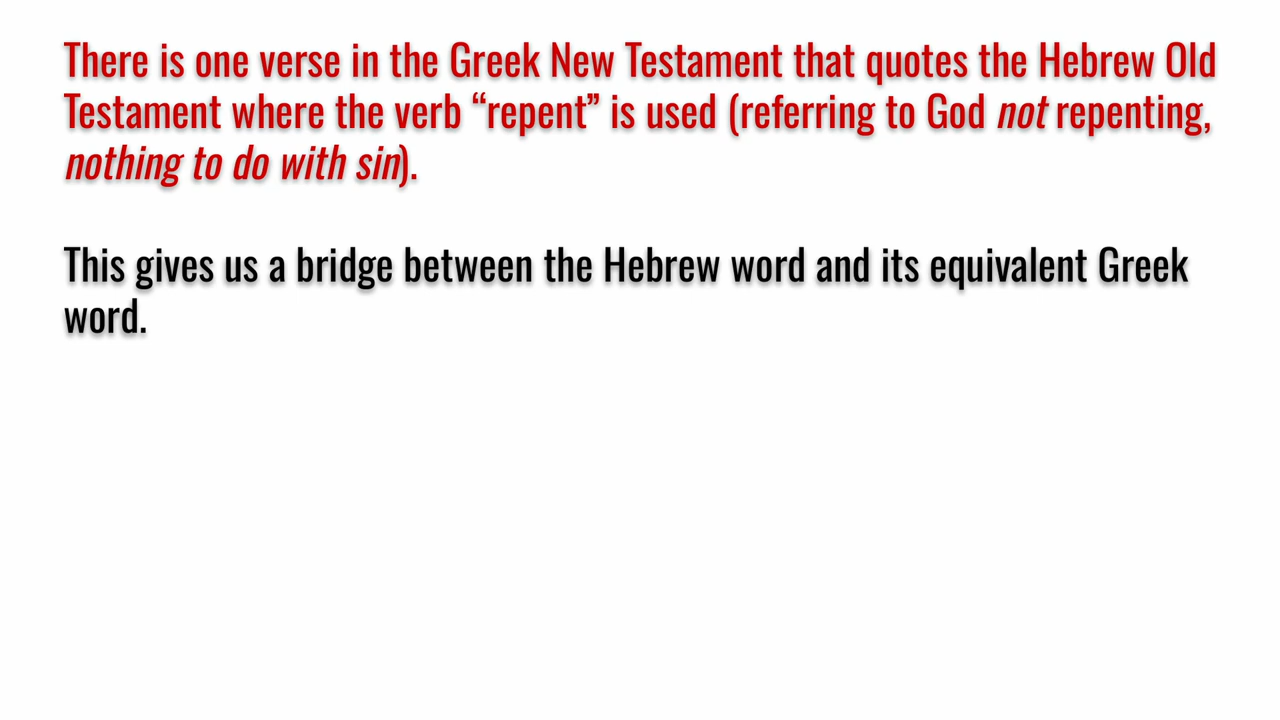 There is one verse in the Greek New Testament that quotes the Hebrew Old
Testament where the verb “repent” is used (referring to God not repenting,
nothing to do with sin).
This gives us a bridge between the Hebrew word and its equivalent Greek
word.